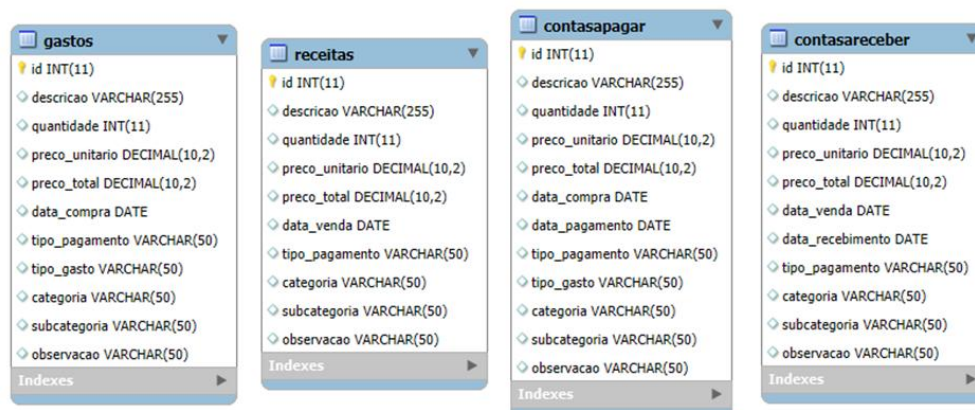 gastos
id INT(11)
descricao VARCHAR(255)
quantidade INT(11)
preco_unitario DECIMAL(10,2)
preco_total DECIMAL(10,2)
data_compra DATE
tipo_pagamento VARCHAR(50)
tipo_gasto VARCHAR(50)
categoria VARCHAR(50)
subcategoria VARCHAR(50)
observacao VARCHAR(50)
Indexes
receitas
id INT(11)
descricao VARCHAR(255)
quantidade INT(11)
preco_unitario DECIMAL(10,2)
preco_total DECIMAL(10,2)
data_venda DATE
tipo_pagamento VARCHAR(50)
categoria VARCHAR(50)
subcategoria VARCHAR(50)
observacao VARCHAR(50)
Indexes
contasapagar
id INT(11)
descricao VARCHAR(255)
quantidade INT(11)
preco_unitario DECIMAL(10,2)
preco_total DECIMAL(10,2)
data_compra DATE
data_pagamento DATE
tipo_pagamento VARCHAR(50)
tipo_gasto VARCHAR(50)
categoria VARCHAR(50)
subcategoria VARCHAR(50)
observacao VARCHAR(50)
Indexes
contasareceber
id INT(11)
descricao VARCHAR(255)
quantidade INT(11)
preco_unitario DECIMAL(10,2)
preco_total DECIMAL(10,2)
data_venda DATE
data_recebimento DATE
tipo_pagamento VARCHAR(50)
categoria VARCHAR(50)
subcategoria VARCHAR(50)
observacao VARCHAR(50)
Indexes